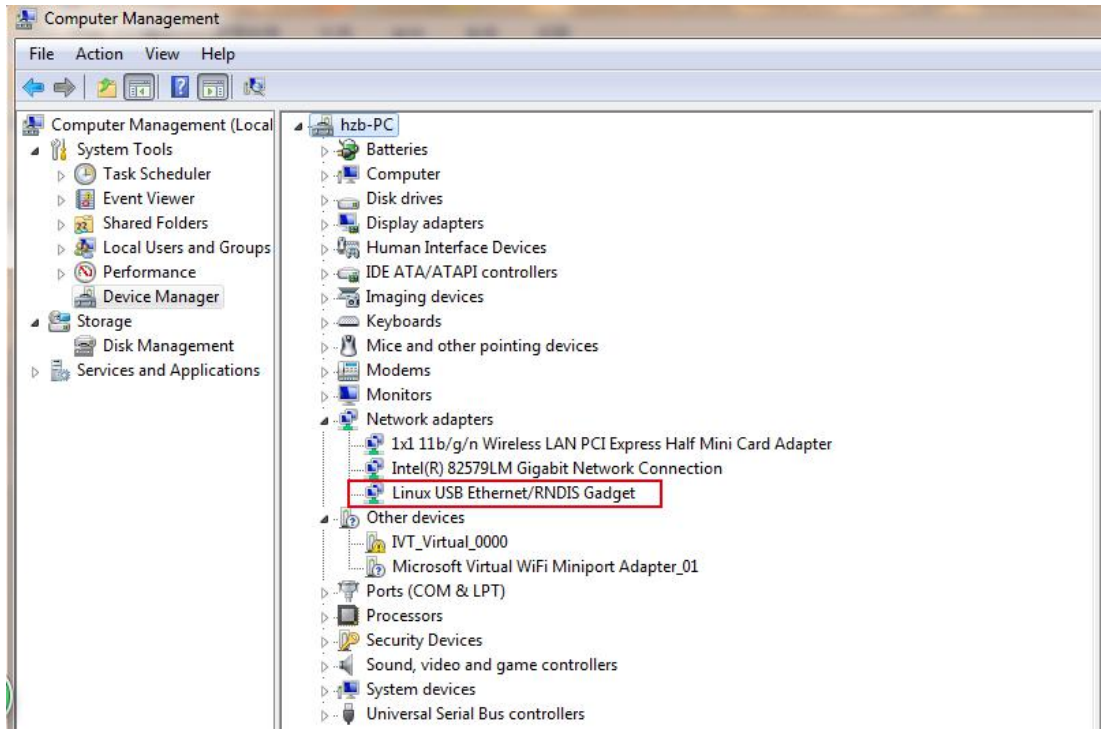 Computer Management
File Action View Help
Computer Management (Local
System Tools
Task Scheduler
Event Viewer
Shared Folders
Local Users and Groups
Performance
Device Manager
Storage
Disk Management
Services and Applications
hzb-PC
Batteries
Computer
Disk drives
Display adapters
Human Interface Devices
IDE ATA/ATAPI controllers
Imaging devices
Keyboards
Mice and other pointing devices
Modems
Monitors
Network adapters
1x1 11b/g/n Wireless LAN PCI Express Half Mini Card Adapter
Intel(R) 82579LM Gigabit Network Connection
Linux USB Ethernet/RNDIS Gadget
Other devices
IVT_Virtual_0000
Microsoft Virtual WiFi Miniport Adapter_01
Ports (COM & LPT)
Processors
Security Devices
Sound, video and game controllers
System devices
Universal Serial Bus controllers